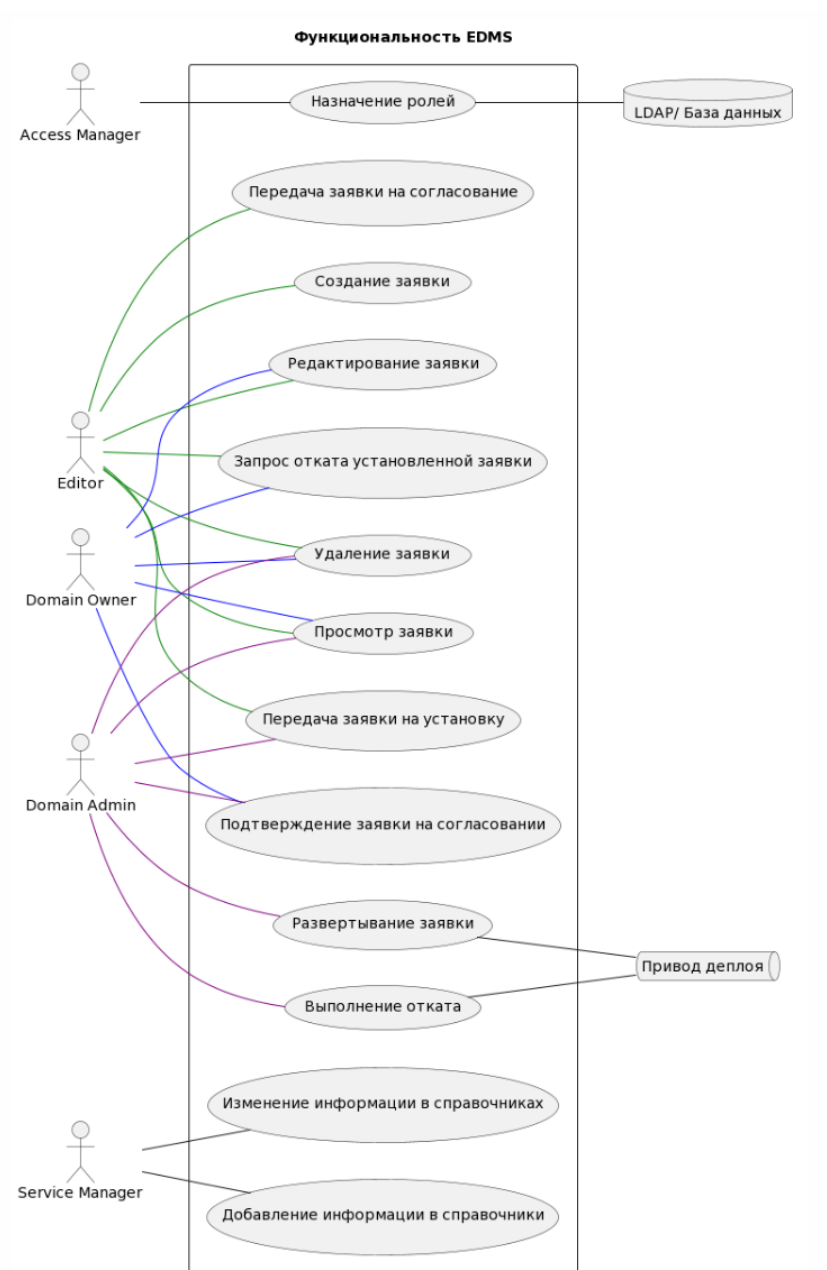 Функциональность EDMS
Access Manager
Назначение ролей
LDAP/ База данных
Передача заявки на согласование
Создание заявки
Редактирование заявки
Editor
Запрос отката установленной заявки
Domain Owner
Удаление заявки
Просмотр заявки
Передача заявки на установку
Domain Admin
Подтверждение заявки на согласовании
Развертывание заявки
Привод деплоя
Выполнение отката
Изменение информации в справочниках
Service Manager
Добавление информации в справочники